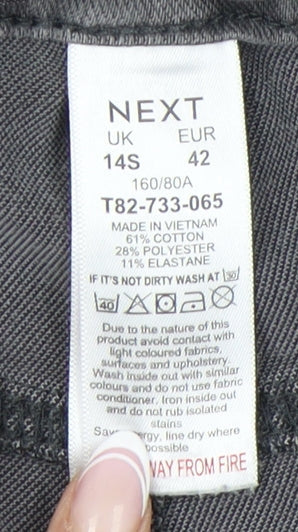 NEXT
UK EUR
14S 42
160/80A
T82-733-065
MADE IN VIETNAM
61% COTTON
28% POLYESTER
11% ELASTANE
IF IT'S NOT DIRTY WASH AT 30
40
Due to the nature of this
product avoid contact with
light coloured fabrics,
surfaces and upholstery.
Wash inside out with similar
colours and do not use fabric
conditioner. Iron inside out
and do not rub isolated
stains
line dry where
possible
WAY FROM FIRE